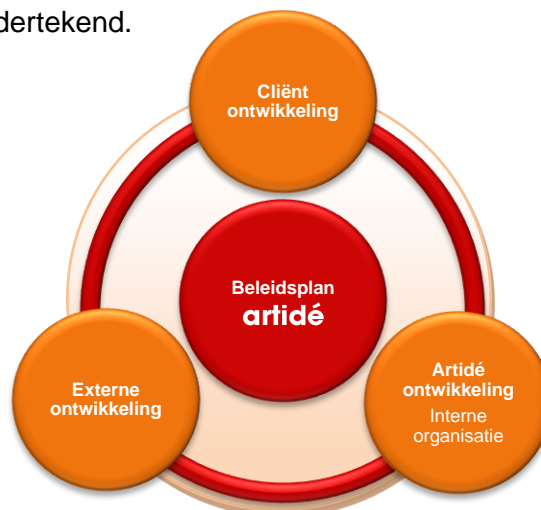 dertekend.
Cliënt
ontwikkeling
Beleidsplan
artidé
Externe
ontwikkeling
Artidé
ontwikkeling
Interne
organisatie